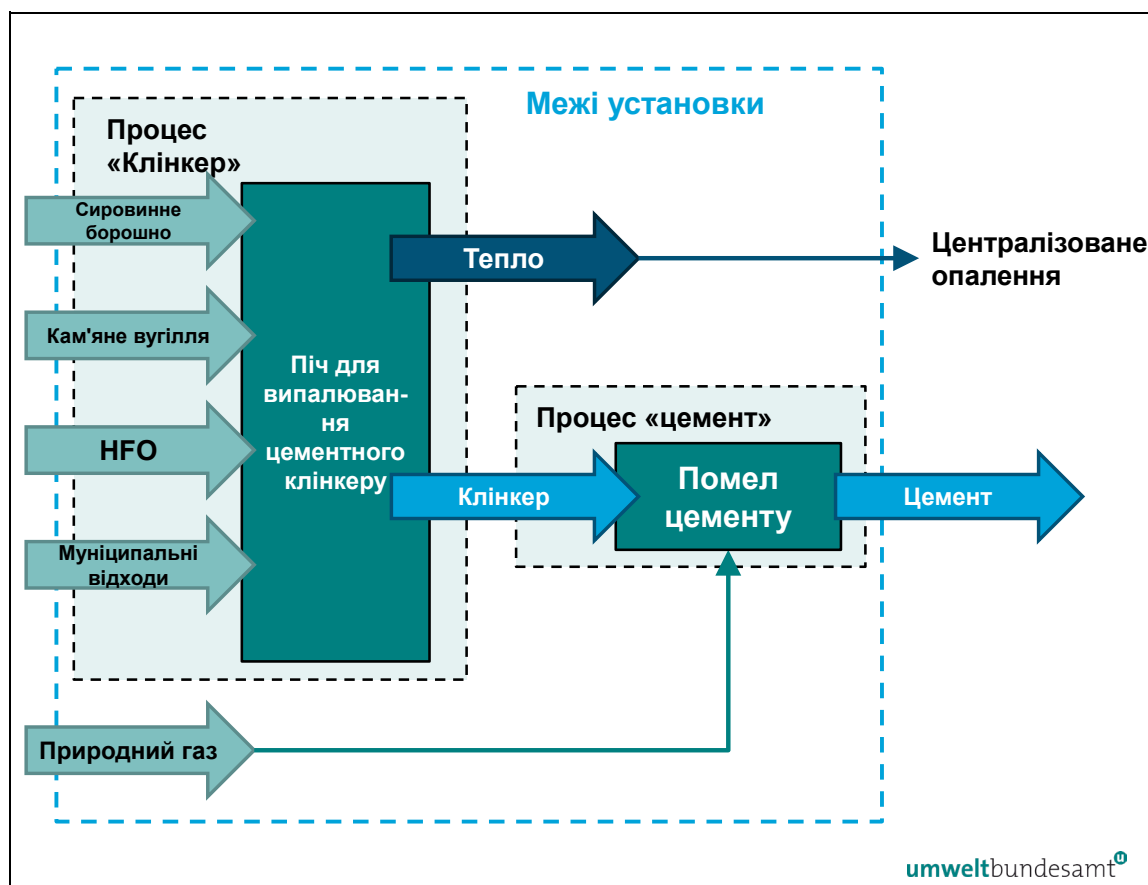 Межі установки
Процес
«Клінкер»
Сировинне
борошно
Тепло
Централізоване
опалення
Кам'яне вугілля
Піч для
випалюван-
ня
цементного
клінкеру
Процес «цемент»
HFO
Клінкер
Помел
цементу
Цемент
Муніципальні
відходи
Природний газ
umweltbundesamt
u